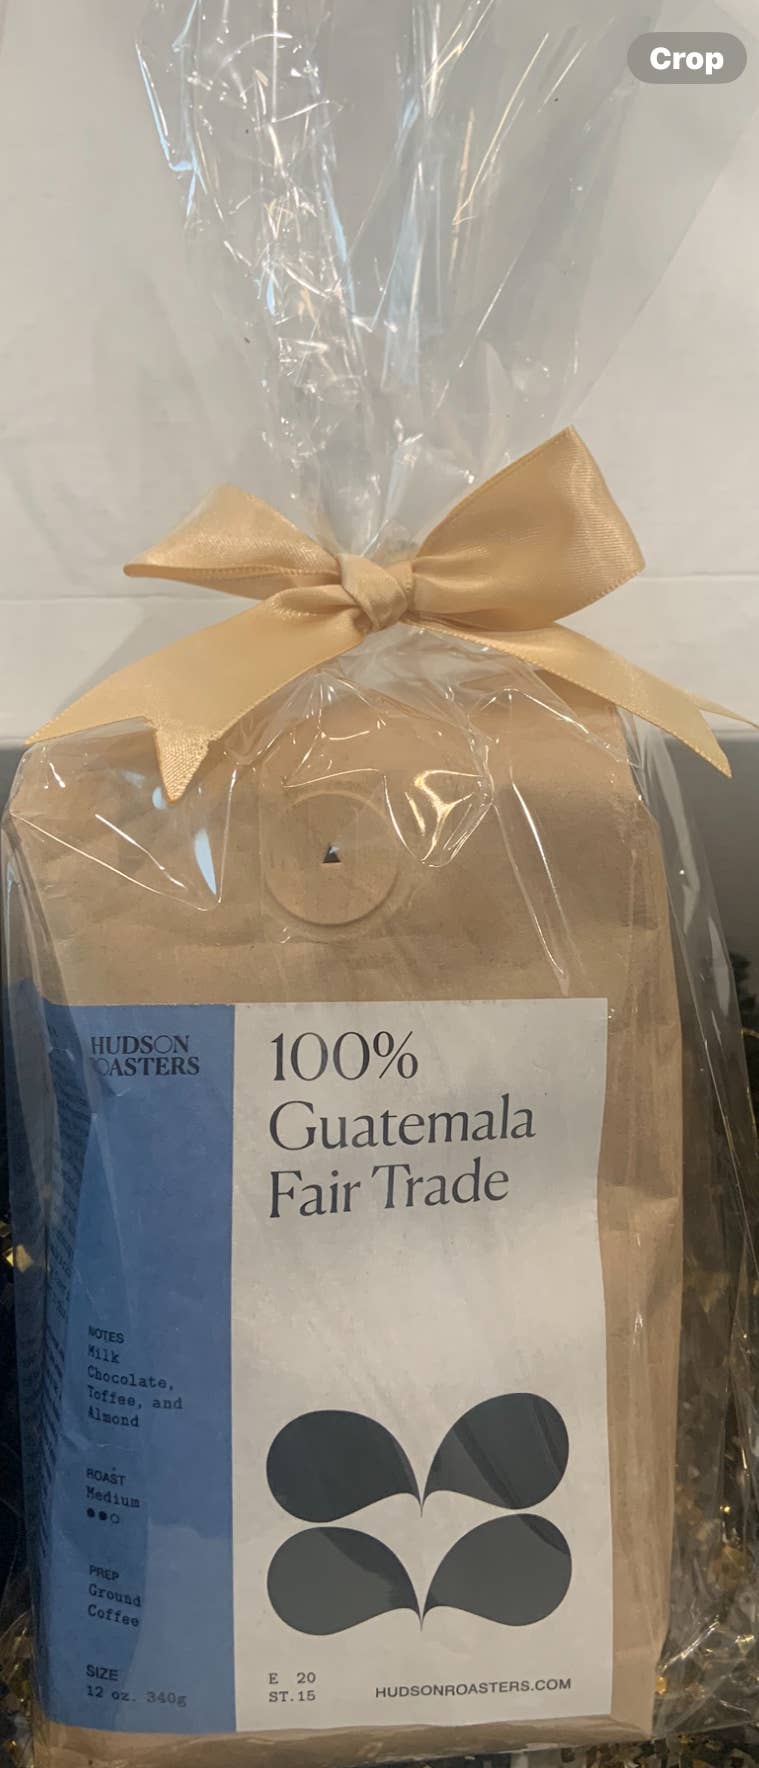 Crop
HUDSON
ROASTERS
100%
Guatemala
Fair Trade
NOTES
Milk
Chocolate,
Toffee, and
Almond
ROAST
Medium
PREP
Ground
Coffee
SIZE
12 oz. 340g
E 20
ST.15
HUDSONROASTERS.COM